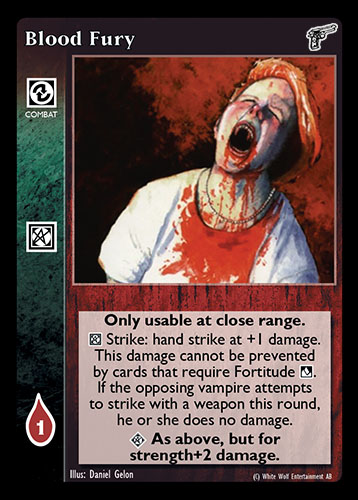 Blood Fury
COMBAT
Only usable at close range.
Strike: hand strike at +1 damage.
This damage cannot be prevented
by cards that require Fortitude .
If the opposing vampire attempts
to strike with a weapon this round,
he or she does no damage.
As above, but for
strength+2 damage.
1
Illus: Daniel Gelon
(C) White Wolf Entertainment AB